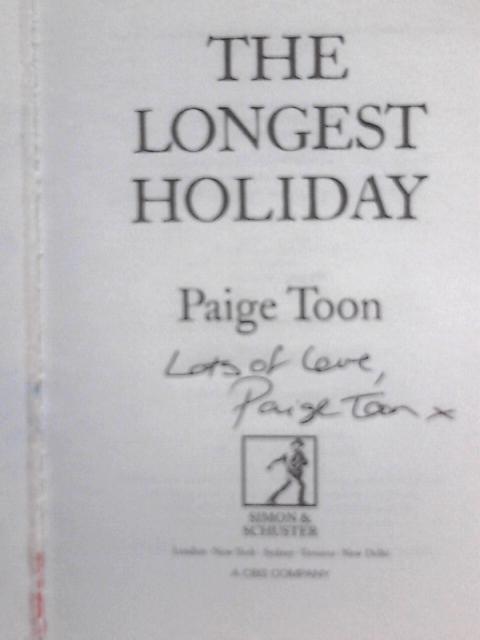 THE
LONGEST
HOLIDAY
Paige Toon
Lots of Love,
Paige Toon x
SIMON &
SCHUSTER
London · New York · Sydney · Toronto · New Delhi
A CBS COMPANY